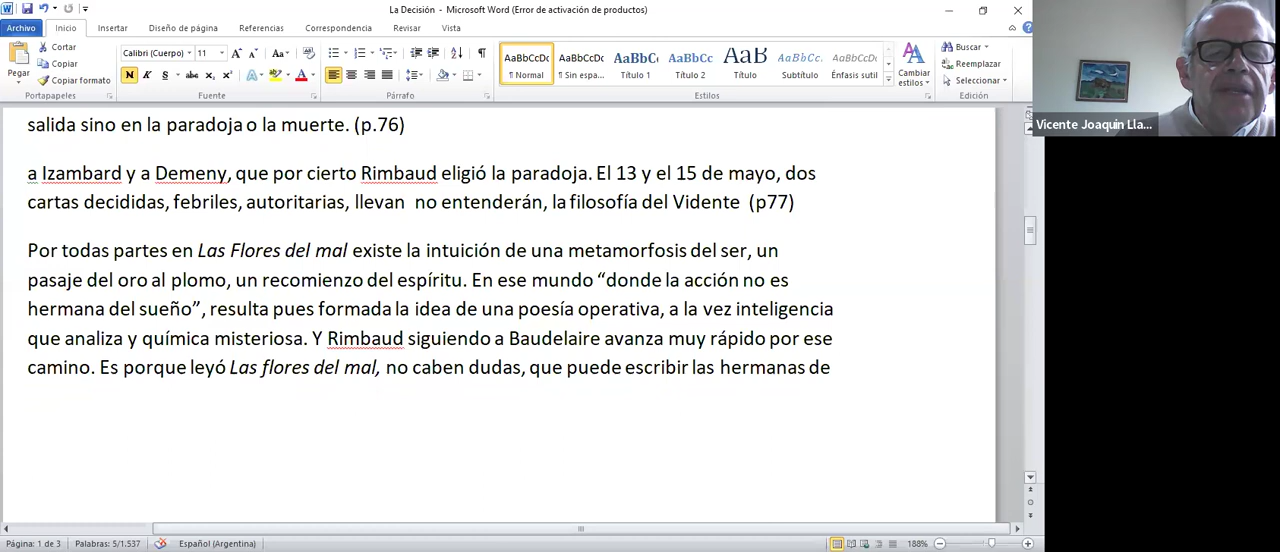 La Decisión - Microsoft Word (Error de activación de productos)
Archivo Inicio Insertar Diseño de página Referencias Correspondencia Revisar Vista
Pegar
Cortar
Copiar
Copiar formato
Portapapeles
Calibri (Cuerpo) 11
Fuente
Párrafo
AaBbCcDc
¶ Normal
AaBbCcDc
¶ Sin espa...
AaBbC
Título 1
AaBbCc
Título 2
AaB
Título
AaBbCc.
Subtítulo
AaBbCcDc
Énfasis sutil
Cambiar
estilos
Estilos
Buscar
Reemplazar
Seleccionar
Edición
Vicente Joaquin Lla...
salida sino en la paradoja o la muerte. (p.76)
a Izambard y a Demeny, que por cierto Rimbaud eligió la paradoja. El 13 y el 15 de mayo, dos
cartas decididas, febriles, autoritarias, llevan no entenderán, la filosofía del Vidente (p77)
Por todas partes en Las Flores del mal existe la intuición de una metamorfosis del ser, un
pasaje del oro al plomo, un recomienzo del espíritu. En ese mundo “donde la acción no es
hermana del sueño”, resulta pues formada la idea de una poesía operativa, a la vez inteligencia
que analiza y química misteriosa. Y Rimbaud siguiendo a Baudelaire avanza muy rápido por ese
camino. Es porque leyó Las flores del mal, no caben dudas, que puede escribir las hermanas de
Página: 1 de 3 Palabras: 5/1.537 Español (Argentina) 188%